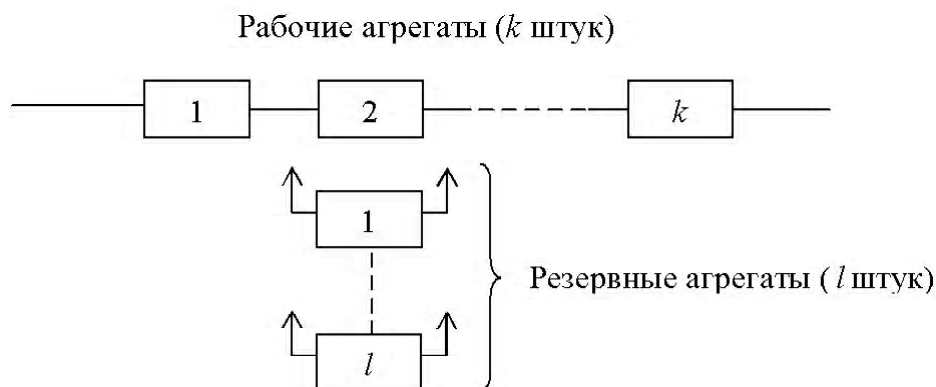 Рабочие агрегаты (k штук)
1 2 k
1
Резервные агрегаты ( l штук)
l